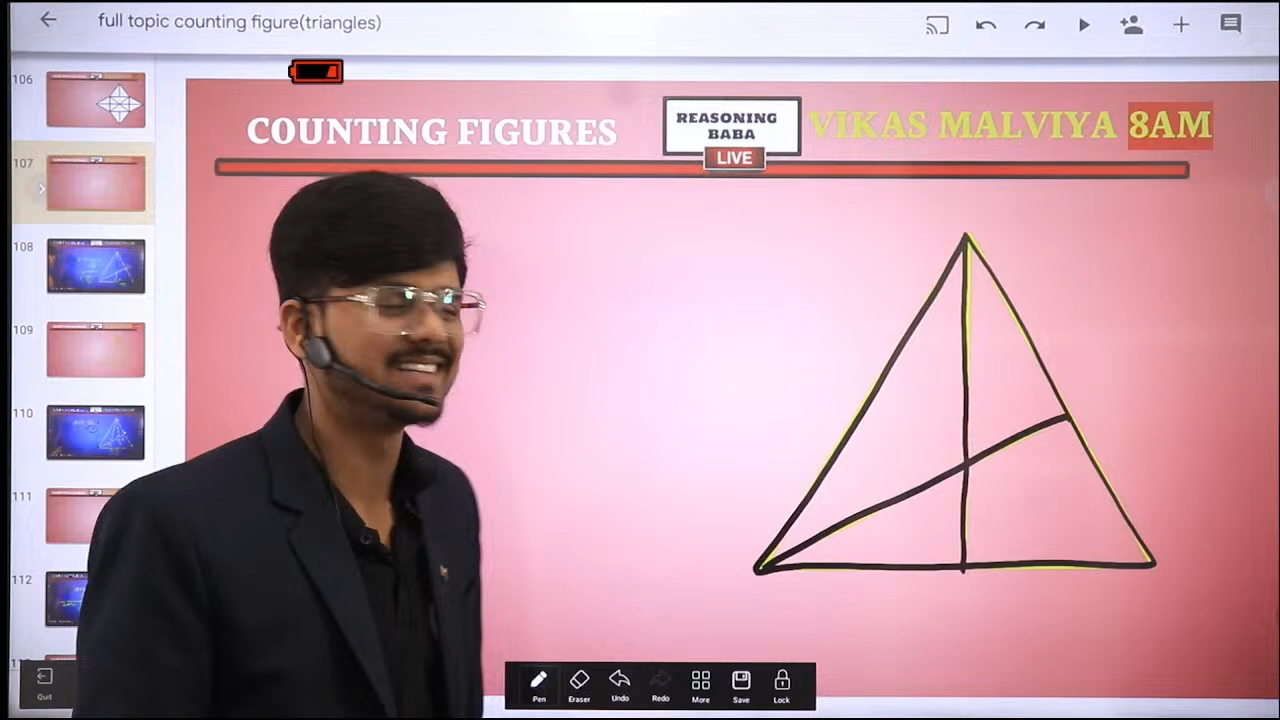 full topic counting figure(triangles)
106
107
108
109
110
111
112
COUNTING FIGURES
REASONING
BABA
LIVE
VIKAS MALVIYA 8AM
Quit
Pen
Eraser
Undo
Redo
More
Save
Lock